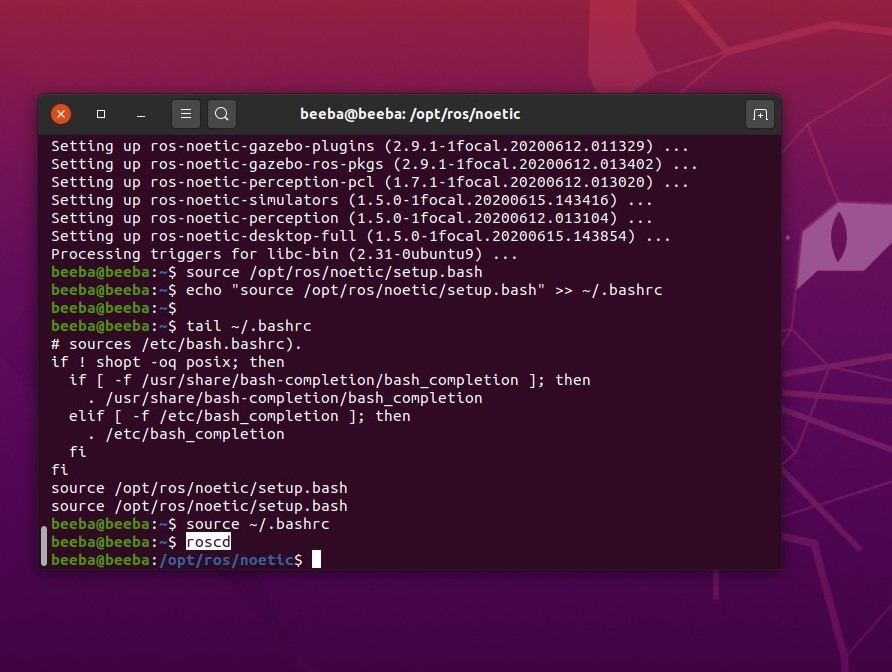 beeba@beeba: /opt/ros/noetic
Setting up ros-noetic-gazebo-plugins (2.9.1-1focal.20200612.011329) ...
Setting up ros-noetic-gazebo-ros-pkgs (2.9.1-1focal.20200612.013402) ...
Setting up ros-noetic-perception-pcl (1.7.1-1focal.20200612.013020) ...
Setting up ros-noetic-simulators (1.5.0-1focal.20200615.143416) ...
Setting up ros-noetic-perception (1.5.0-1focal.20200612.013104) ...
Setting up ros-noetic-desktop-full (1.5.0-1focal.20200615.143854) ...
Processing triggers for libc-bin (2.31-0ubuntu9) ...
beeba@beeba:~$ source /opt/ros/noetic/setup.bash
beeba@beeba:~$ echo "source /opt/ros/noetic/setup.bash" >> ~/.bashrc
beeba@beeba:~$
beeba@beeba:~$ tail ~/.bashrc
# sources /etc/bash.bashrc).
if ! shopt -oq posix; then
  if [ -f /usr/share/bash-completion/bash_completion ]; then
    . /usr/share/bash-completion/bash_completion
  elif [ -f /etc/bash_completion ]; then
    . /etc/bash_completion
  fi
fi
source /opt/ros/noetic/setup.bash
source /opt/ros/noetic/setup.bash
beeba@beeba:~$ source ~/.bashrc
beeba@beeba:~$ roscd
beeba@beeba:/opt/ros/noetic$